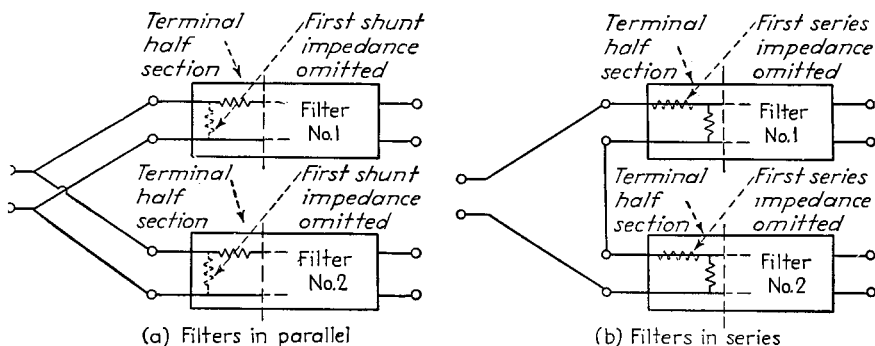 Terminal
half
section
First shunt
impedance
omitted
Filter
No.1
Terminal
half
section
First shunt
impedance
omitted
Filter
No.2
(a) Filters in parallel
Terminal
half
section
First series
impedance
omitted
Filter
No.1
Terminal
half
section
First series
impedance
omitted
Filter
No.2
(b) Filters in series